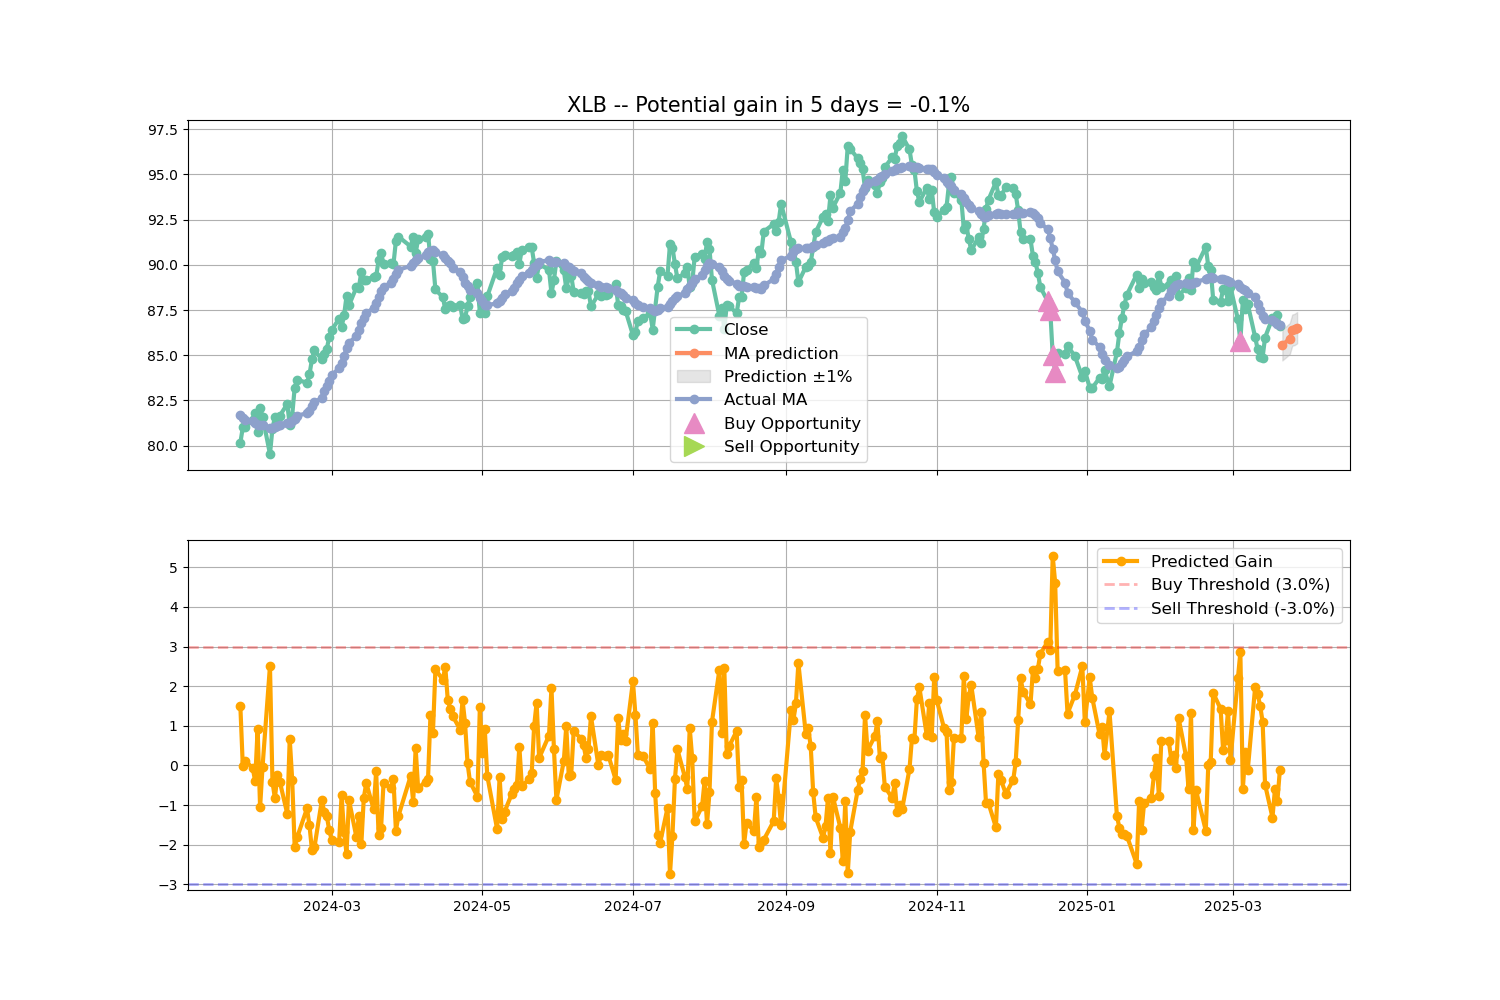 XLB -- Potential gain in 5 days = -0.1%
97.5
95.0
92.5
90.0
87.5
85.0
82.5
80.0
Close
MA prediction
Prediction ±1%
Actual MA
Buy Opportunity
Sell Opportunity
5
4
3
2
1
0
−1
−2
−3
Predicted Gain
Buy Threshold (3.0%)
Sell Threshold (-3.0%)
2024-03
2024-05
2024-07
2024-09
2024-11
2025-01
2025-03